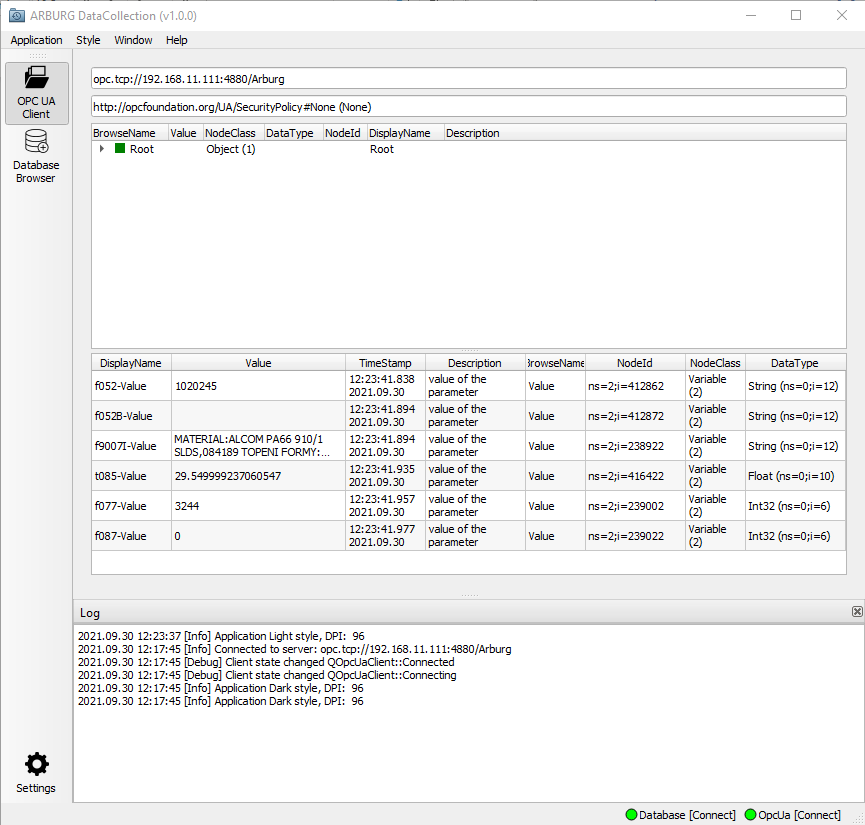 ARBURG DataCollection (v1.0.0)
Application Style Window Help
OPC UA
Client
Database
Browser
opc.tcp://192.168.11.111:4880/Arburg
http://opcfoundation.org/UA/SecurityPolicy#None (None)
BrowseName Value NodeClass DataType NodeId DisplayName Description
Root Object (1) Root
DisplayName Value TimeStamp Description BrowseName NodeId NodeClass DataType
f052-Value 1020245 12:23:41.838 2021.09.30 value of the parameter Value ns=2;i=412862 Variable (2) String (ns=0;i=12)
f052B-Value 12:23:41.894 2021.09.30 value of the parameter Value ns=2;i=412872 Variable (2) String (ns=0;i=12)
f9007I-Value MATERIAL:ALCOM PA66 910/1 SLDS,084189 TOPENI FORMY:... 12:23:41.894 2021.09.30 value of the parameter Value ns=2;i=238922 Variable (2) String (ns=0;i=12)
t085-Value 29.549999237060547 12:23:41.935 2021.09.30 value of the parameter Value ns=2;i=416422 Variable (2) Float (ns=0;i=10)
f077-Value 3244 12:23:41.957 2021.09.30 value of the parameter Value ns=2;i=239002 Variable (2) Int32 (ns=0;i=6)
f087-Value 0 12:23:41.977 2021.09.30 value of the parameter Value ns=2;i=239022 Variable (2) Int32 (ns=0;i=6)
Log
2021.09.30 12:23:37 [Info] Application Light style, DPI: 96
2021.09.30 12:17:45 [Info] Connected to server: opc.tcp://192.168.11.111:4880/Arburg
2021.09.30 12:17:45 [Debug] Client state changed QOpcUaClient::Connected
2021.09.30 12:17:45 [Debug] Client state changed QOpcUaClient::Connecting
2021.09.30 12:17:45 [Info] Application Dark style, DPI: 96
2021.09.30 12:17:45 [Info] Application Dark style, DPI: 96
Settings
Database [Connect] OpcUa [Connect]